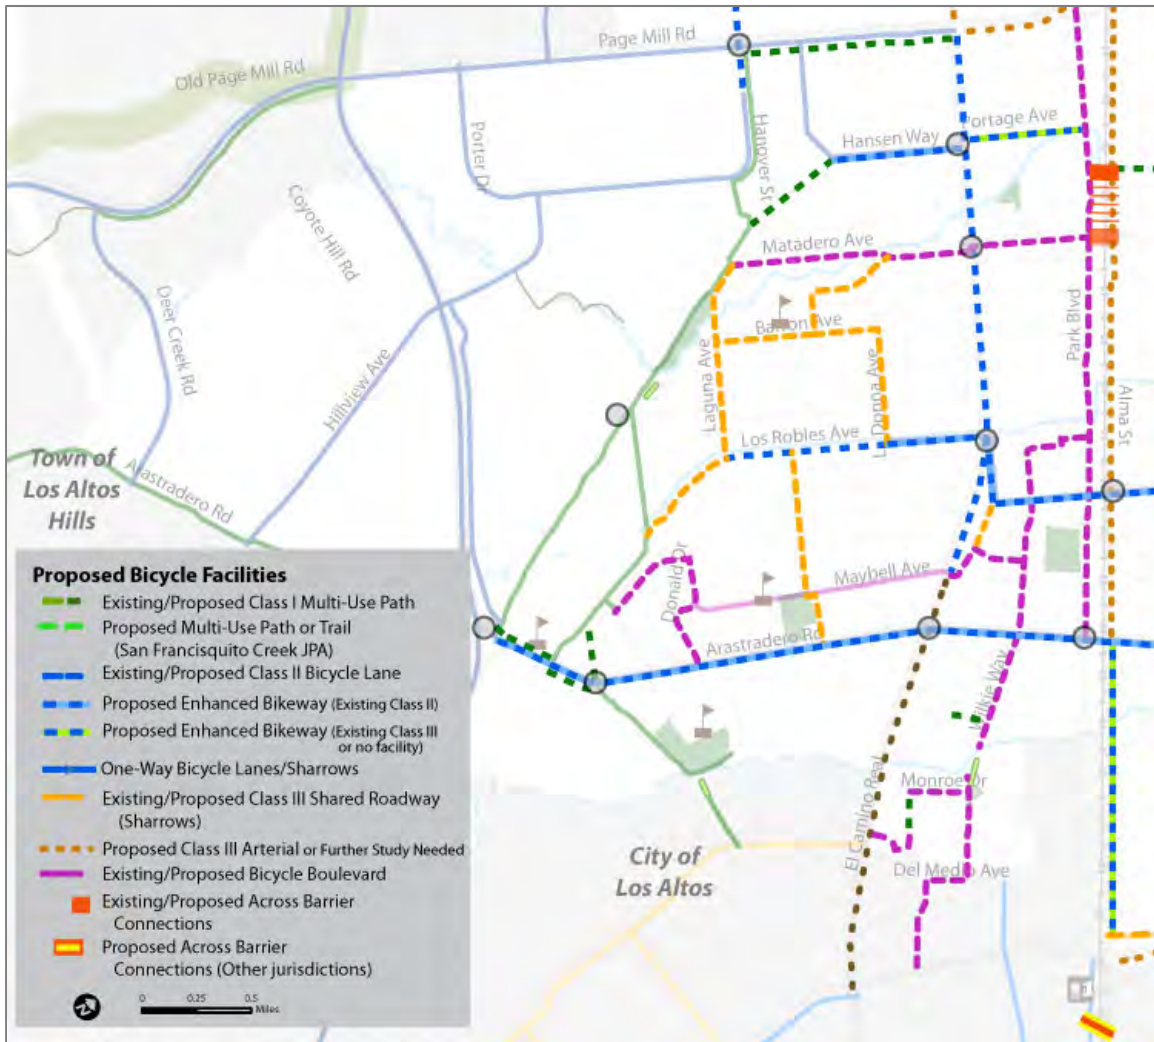 Page Mill Rd
Old Page Mill Rd
Porter Dr
Hanover St
Hansen Way
Portage Ave
Coyote Hill Rd
Matadero Ave
Deer Creek Rd
Barron Ave
Park Blvd
Hillview Ave
Laguna Ave
La Donna Ave
Alma St
Los Robles Ave
Town of
Los Altos
Hills
Arastradero Rd
Donald Dr
Maybell Ave
Arastradero Rd
Wilkie Way
El Camino Real
Monroe Dr
Del Medio Ave
City of
Los Altos
Proposed Bicycle Facilities
Existing/Proposed Class I Multi-Use Path
Proposed Multi-Use Path or Trail
(San Francisquito Creek JPA)
Existing/Proposed Class II Bicycle Lane
Proposed Enhanced Bikeway (Existing Class II)
Proposed Enhanced Bikeway (Existing Class III
or no facility)
One-Way Bicycle Lanes/Sharrows
Existing/Proposed Class III Shared Roadway
(Sharrows)
Proposed Class III Arterial or Further Study Needed
Existing/Proposed Bicycle Boulevard
Existing/Proposed Across Barrier
Connections
Proposed Across Barrier
Connections (Other jurisdictions)
0 0.25 0.5
Miles